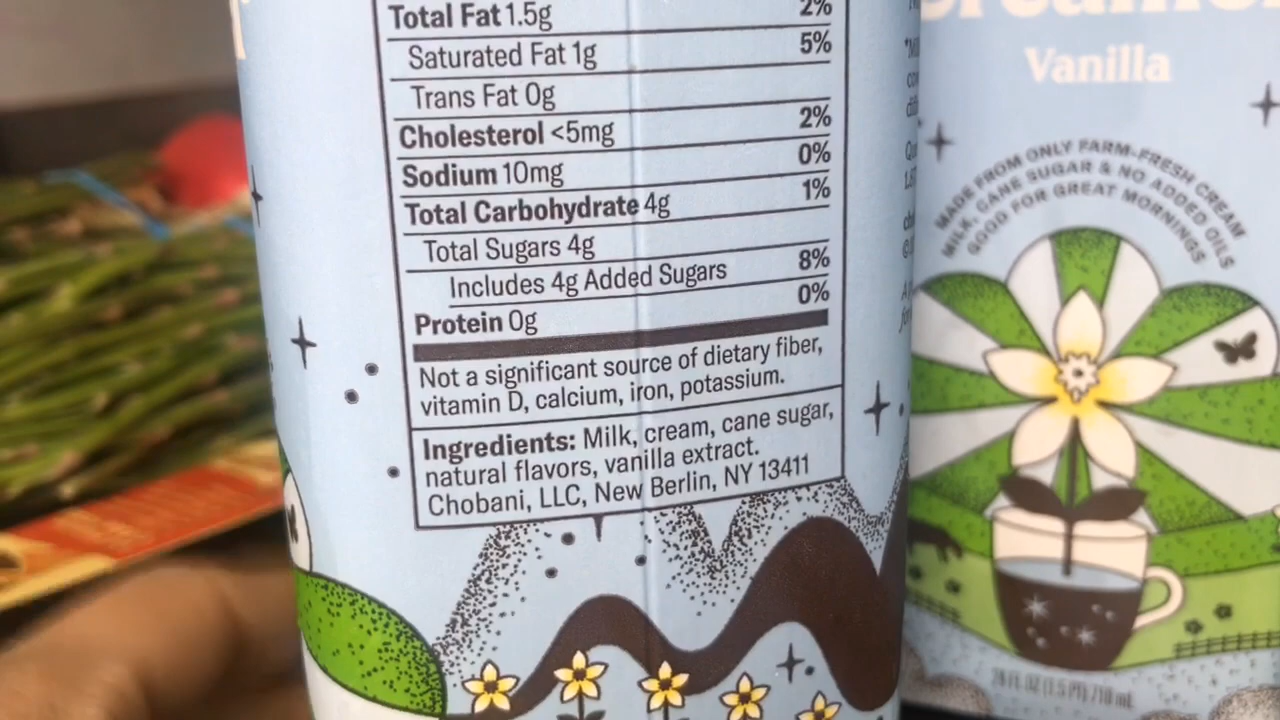 Total Fat 1.5g 2%
Saturated Fat 1g 5%
Trans Fat 0g
Cholesterol <5mg 2%
Sodium 10mg 0%
Total Carbohydrate 4g 1%
Total Sugars 4g
Includes 4g Added Sugars 8%
Protein 0g 0%
Not a significant source of dietary fiber,
vitamin D, calcium, iron, potassium.
Ingredients: Milk, cream, cane sugar,
natural flavors, vanilla extract.
Chobani, LLC, New Berlin, NY 13411
Vanilla
MADE FROM ONLY FARM-FRESH CREAM
MILK, CANE SUGAR & NO ADDED OILS
GOOD FOR GREAT MORNINGS